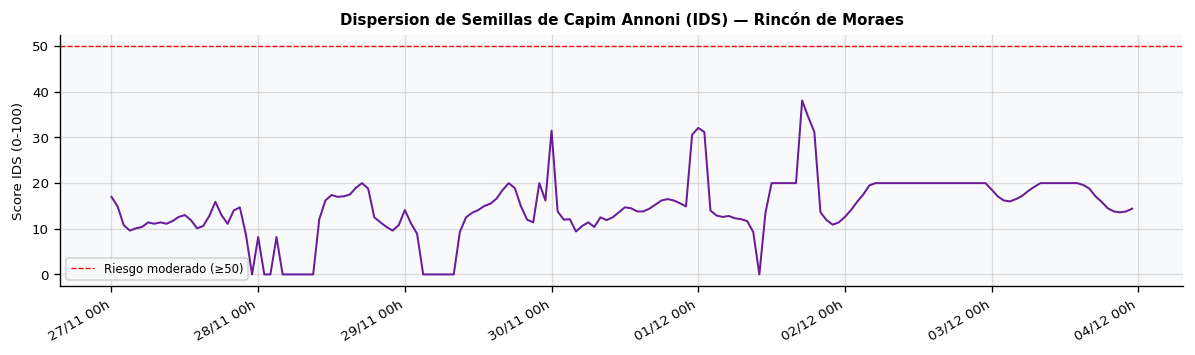 Dispersion de Semillas de Capim Annoni (IDS) — Rincón de Moraes
Score IDS (0-100)
50
40
30
20
10
0
Riesgo moderado (≥50)
27/11 00h
28/11 00h
29/11 00h
30/11 00h
01/12 00h
02/12 00h
03/12 00h
04/12 00h